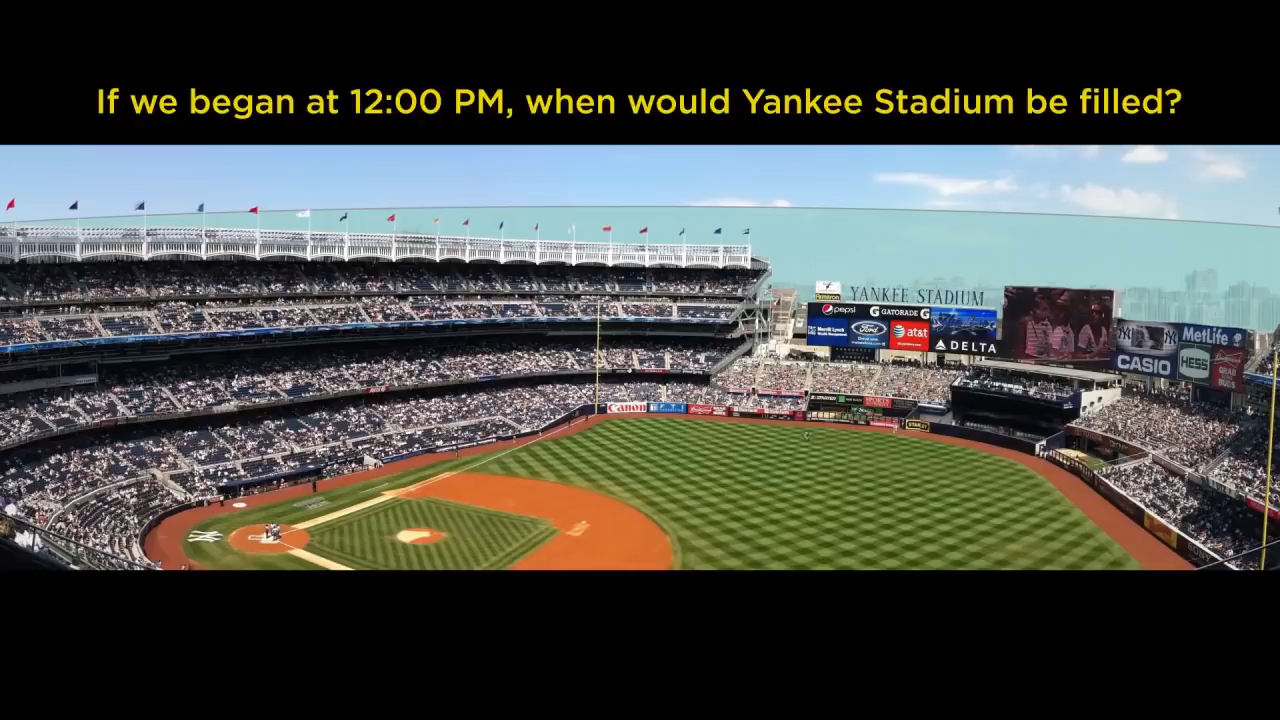 If we began at 12:00 PM, when would Yankee Stadium be filled?
YANKEE STADIUM
pepsi
GATORADE
Ford
at&t
DELTA
CASIO
MetLife
HESS
Canon